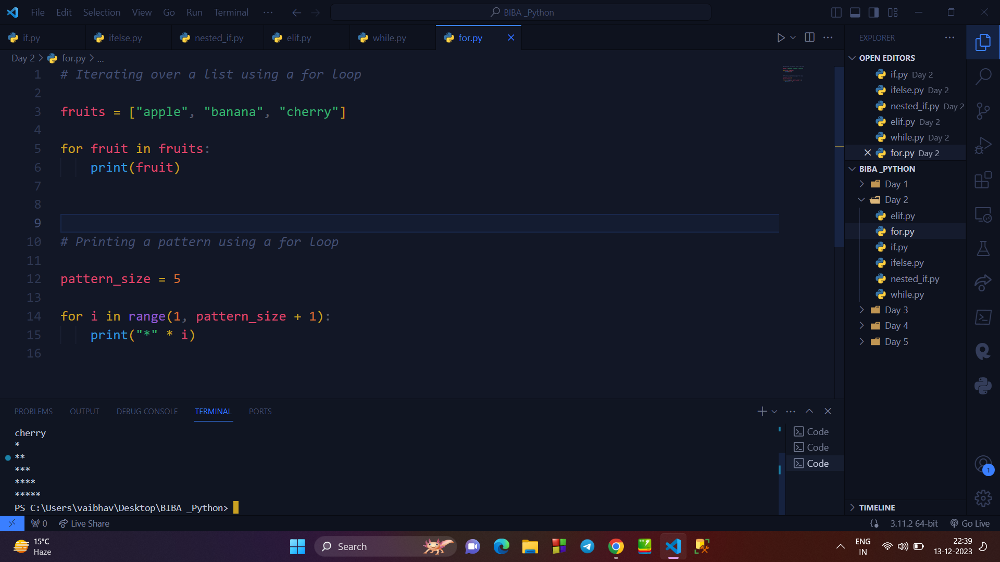 File Edit Selection View Go Run Terminal ... BIBA _Python
if.py ifelse.py nested_if.py elif.py while.py for.py
Day 2 > for.py > ...
1 # Iterating over a list using a for loop
2
3 fruits = ["apple", "banana", "cherry"]
4
5 for fruit in fruits:
6     print(fruit)
7
8
9
10 # Printing a pattern using a for loop
11
12 pattern_size = 5
13
14 for i in range(1, pattern_size + 1):
15     print("*" * i)
16
EXPLORER
OPEN EDITORS
if.py Day 2
ifelse.py Day 2
nested_if.py Day 2
elif.py Day 2
while.py Day 2
for.py Day 2
BIBA _PYTHON
Day 1
Day 2
elif.py
for.py
if.py
ifelse.py
nested_if.py
while.py
Day 3
Day 4
Day 5
TIMELINE
1
PROBLEMS OUTPUT DEBUG CONSOLE TERMINAL PORTS
cherry
*
**
***
****
*****
PS C:\Users\vaibhav\Desktop\BIBA _Python>
Code
Code
Code
0 Live Share 3.11.2 64-bit Go Live
15°C
Haze
Search
ENG
IN
22:39
13-12-2023